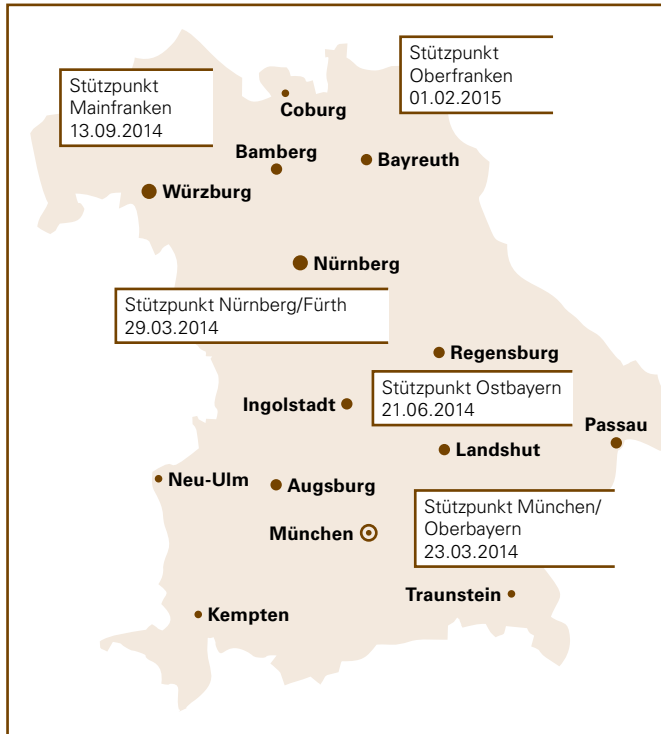 Stützpunkt
Oberfranken
01.02.2015
Stützpunkt
Mainfranken
13.09.2014
Coburg
Bamberg
Bayreuth
Würzburg
Nürnberg
Stützpunkt Nürnberg/Fürth
29.03.2014
Regensburg
Stützpunkt Ostbayern
21.06.2014
Ingolstadt
Passau
Landshut
Neu-Ulm
Augsburg
Stützpunkt München/
Oberbayern
23.03.2014
München
Traunstein
Kempten